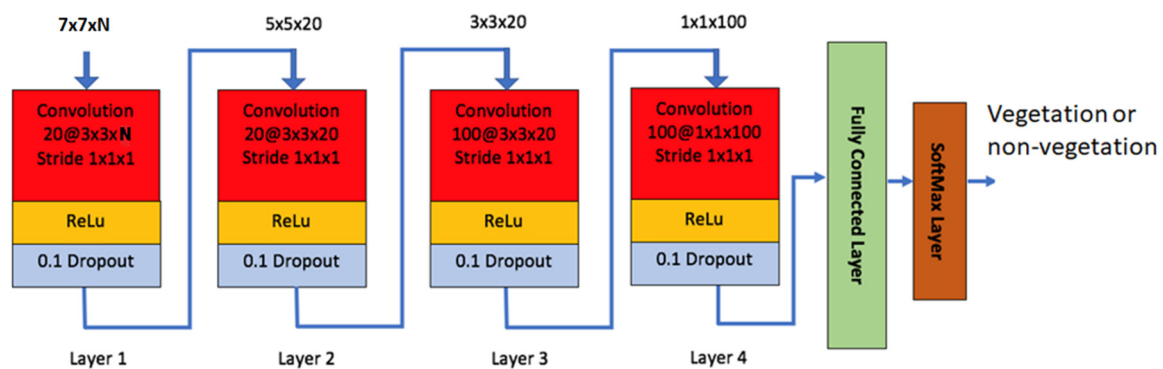 7x7xN
5x5x20
3x3x20
1x1x100
Convolution
20@3x3xN
Stride 1x1x1
ReLu
0.1 Dropout
Layer 1
Convolution
20@3x3x20
Stride 1x1x1
ReLu
0.1 Dropout
Layer 2
Convolution
100@3x3x20
Stride 1x1x1
ReLu
0.1 Dropout
Layer 3
Convolution
100@1x1x100
Stride 1x1x1
ReLu
0.1 Dropout
Layer 4
Fully Connected Layer
SoftMax Layer
Vegetation or
non-vegetation